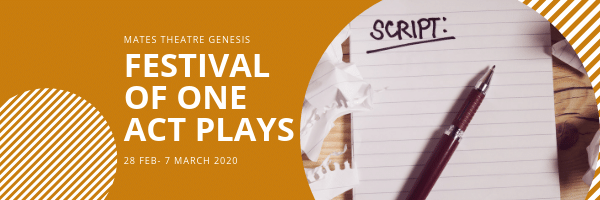 MATES THEATRE GENESIS
FESTIVAL
OF ONE
ACT PLAYS
28 FEB- 7 MARCH 2020
SCRIPT: